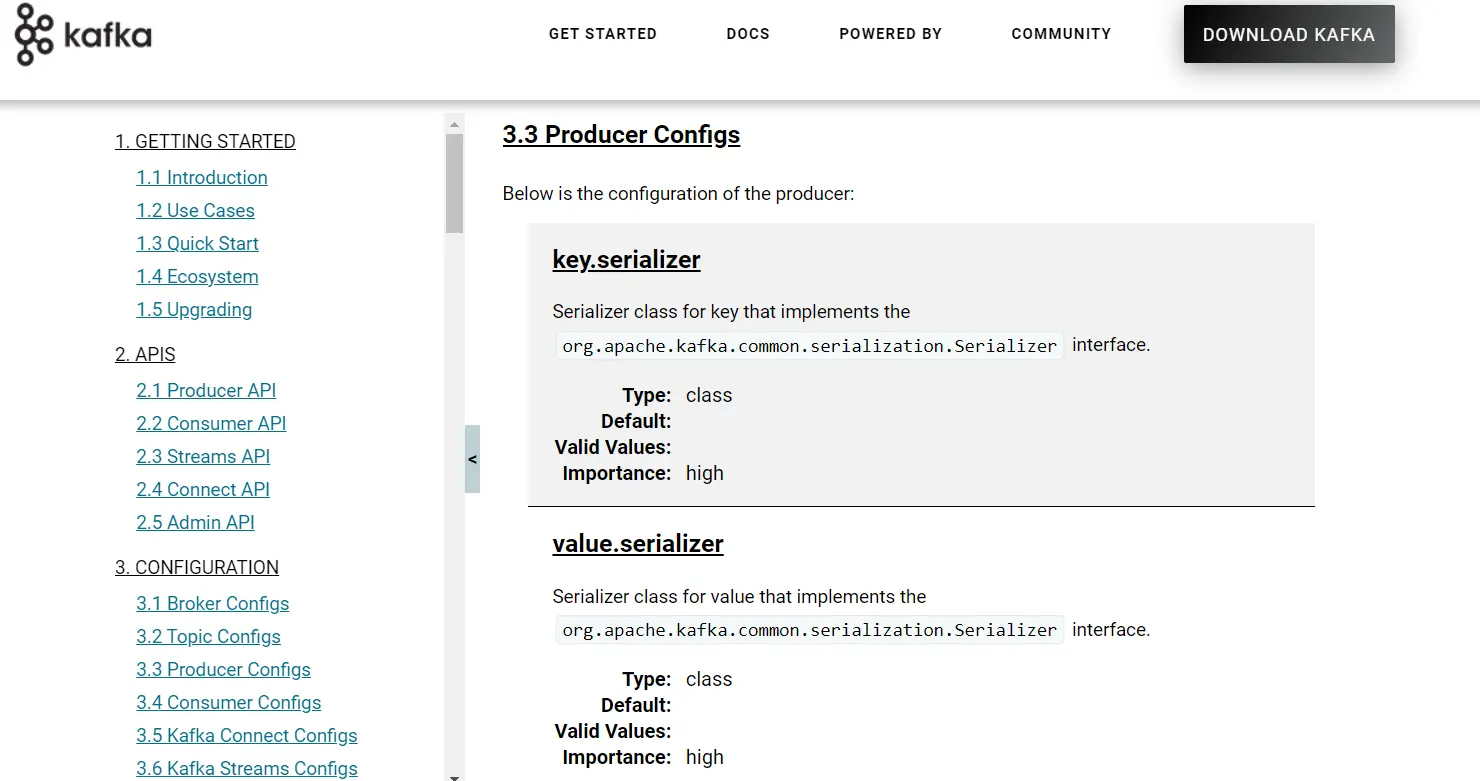 kafka
GET STARTED
DOCS
POWERED BY
COMMUNITY
DOWNLOAD KAFKA
1. GETTING STARTED
1.1 Introduction
1.2 Use Cases
1.3 Quick Start
1.4 Ecosystem
1.5 Upgrading
2. APIS
2.1 Producer API
2.2 Consumer API
2.3 Streams API
2.4 Connect API
2.5 Admin API
3. CONFIGURATION
3.1 Broker Configs
3.2 Topic Configs
3.3 Producer Configs
3.4 Consumer Configs
3.5 Kafka Connect Configs
3.6 Kafka Streams Configs
<
3.3 Producer Configs
Below is the configuration of the producer:
key.serializer
Serializer class for key that implements the
org.apache.kafka.common.serialization.Serializer interface.
Type: class
Default:
Valid Values:
Importance: high
value.serializer
Serializer class for value that implements the
org.apache.kafka.common.serialization.Serializer interface.
Type: class
Default:
Valid Values:
Importance: high